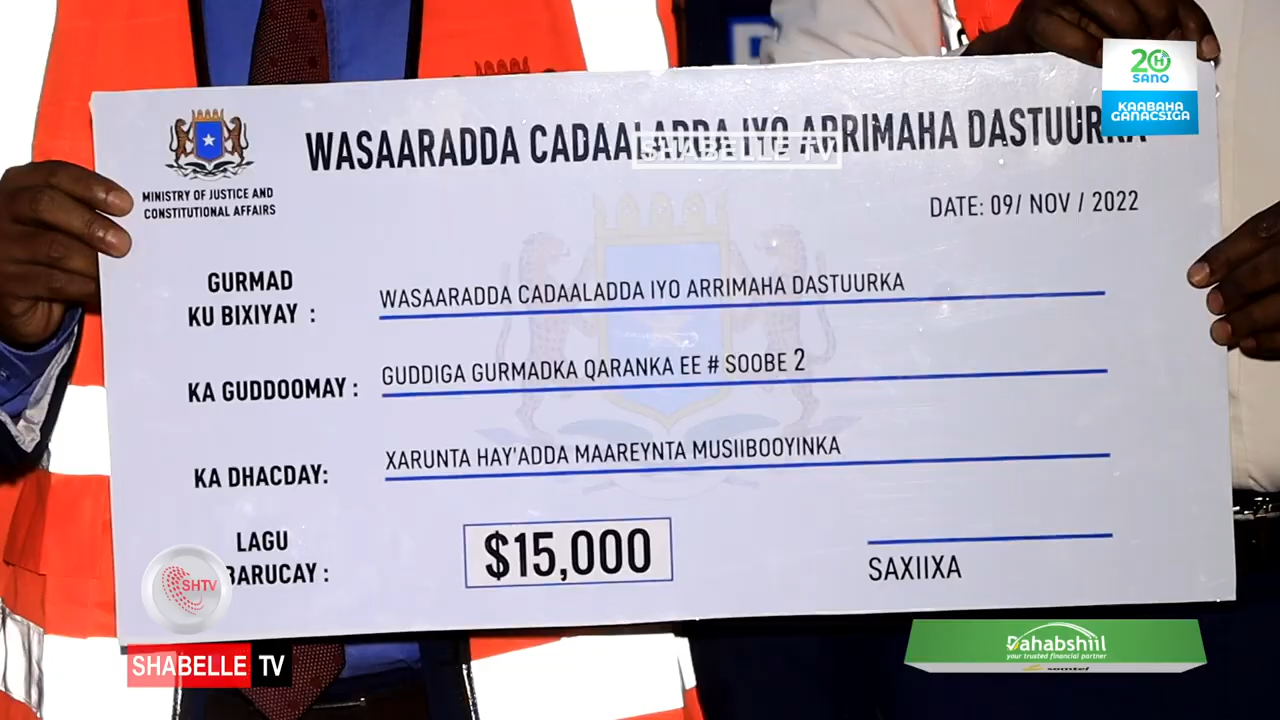 20
SANO
KAABAHA
GANACSIGA
WASAARADDA CADAALADDA IYO ARRIMAHA DASTUURKA
SHABELLE TV
MINISTRY OF JUSTICE AND
CONSTITUTIONAL AFFAIRS
DATE: 09/ NOV / 2022
GURMAD
KU BIXIYAY :
WASAARADDA CADAALADDA IYO ARRIMAHA DASTUURKA
KA GUDDOOMAY :
GUDDIGA GURMADKA QARANKA EE # SOOBE 2
KA DHACDAY:
XARUNTA HAY'ADDA MAAREYNTA MUSIIBOOYINKA
LAGU
BARUCAY :
$15,000
SAXIIXA
SHTV
SHABELLE TV
Dahabshiil
your trusted financial partner
somtel